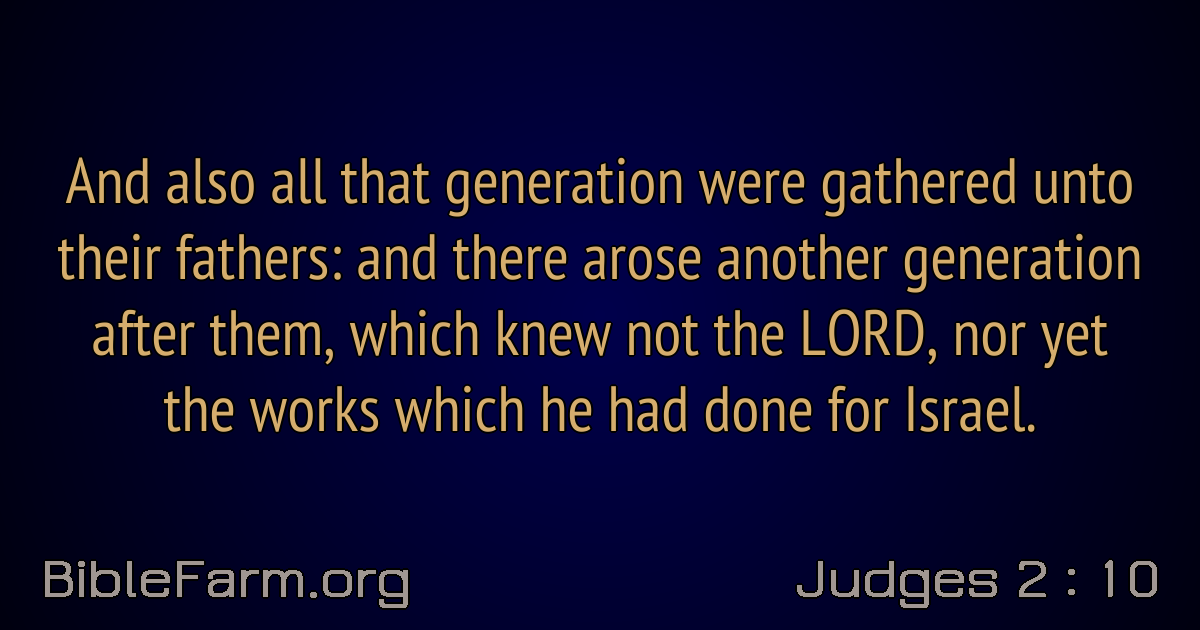 And also all that generation were gathered unto
their fathers: and there arose another generation
after them, which knew not the LORD, nor yet
the works which he had done for Israel.
BibleFarm.org
Judges 2 : 10